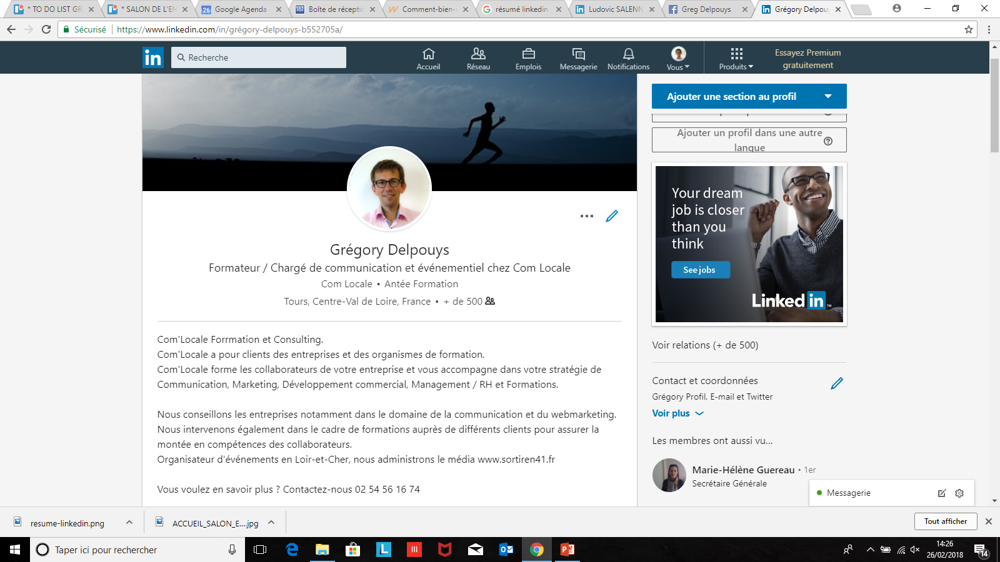 * TO DO LIST GR
* SALON DE L'EN
Google Agenda
Boîte de réceptio
Comment-bien-
résumé linkedin
Ludovic SALENN
Greg Delpouys
Grégory Delpouy
Sécurisé
https://www.linkedin.com/in/grégory-delpouys-b552705a/
in
Recherche
Accueil
Réseau
Emplois
Messagerie
Notifications
Vous
Produits
Essayez Premium
gratuitement
Grégory Delpouys
Formateur / Chargé de communication et événementiel chez Com Locale
Com Locale • Antée Formation
Tours, Centre-Val de Loire, France • + de 500
Com'Locale Forrmation et Consulting.
Com'Locale a pour clients des entreprises et des organismes de formation.
Com'Locale forme les collaborateurs de votre entreprise et vous accompagne dans votre stratégie de
Communication, Marketing, Développement commercial, Management / RH et Formations.
Nous conseillons les entreprises notamment dans le domaine de la communication et du webmarketing.
Nous intervenons également dans le cadre de formations auprès de différents clients pour assurer la
montée en compétences des collaborateurs.
Organisateur d'événements en Loir-et-Cher, nous administrons le média www.sortiren41.fr
Vous voulez en savoir plus ? Contactez-nous 02 54 56 16 74
Ajouter une section au profil
Ajouter un profil dans une autre
langue
Your dream
job is closer
than you
think
See jobs
Linked in ™
Voir relations (+ de 500)
Contact et coordonnées
Grégory Profil, E-mail et Twitter
Voir plus
Les membres ont aussi vu...
Marie-Hélène Guereau • 1er
Secrétaire Générale
Messagerie
resume-linkedin.png
ACCUEIL_SALON_E....jpg
Tout afficher
Taper ici pour rechercher
14:26
26/02/2018
14